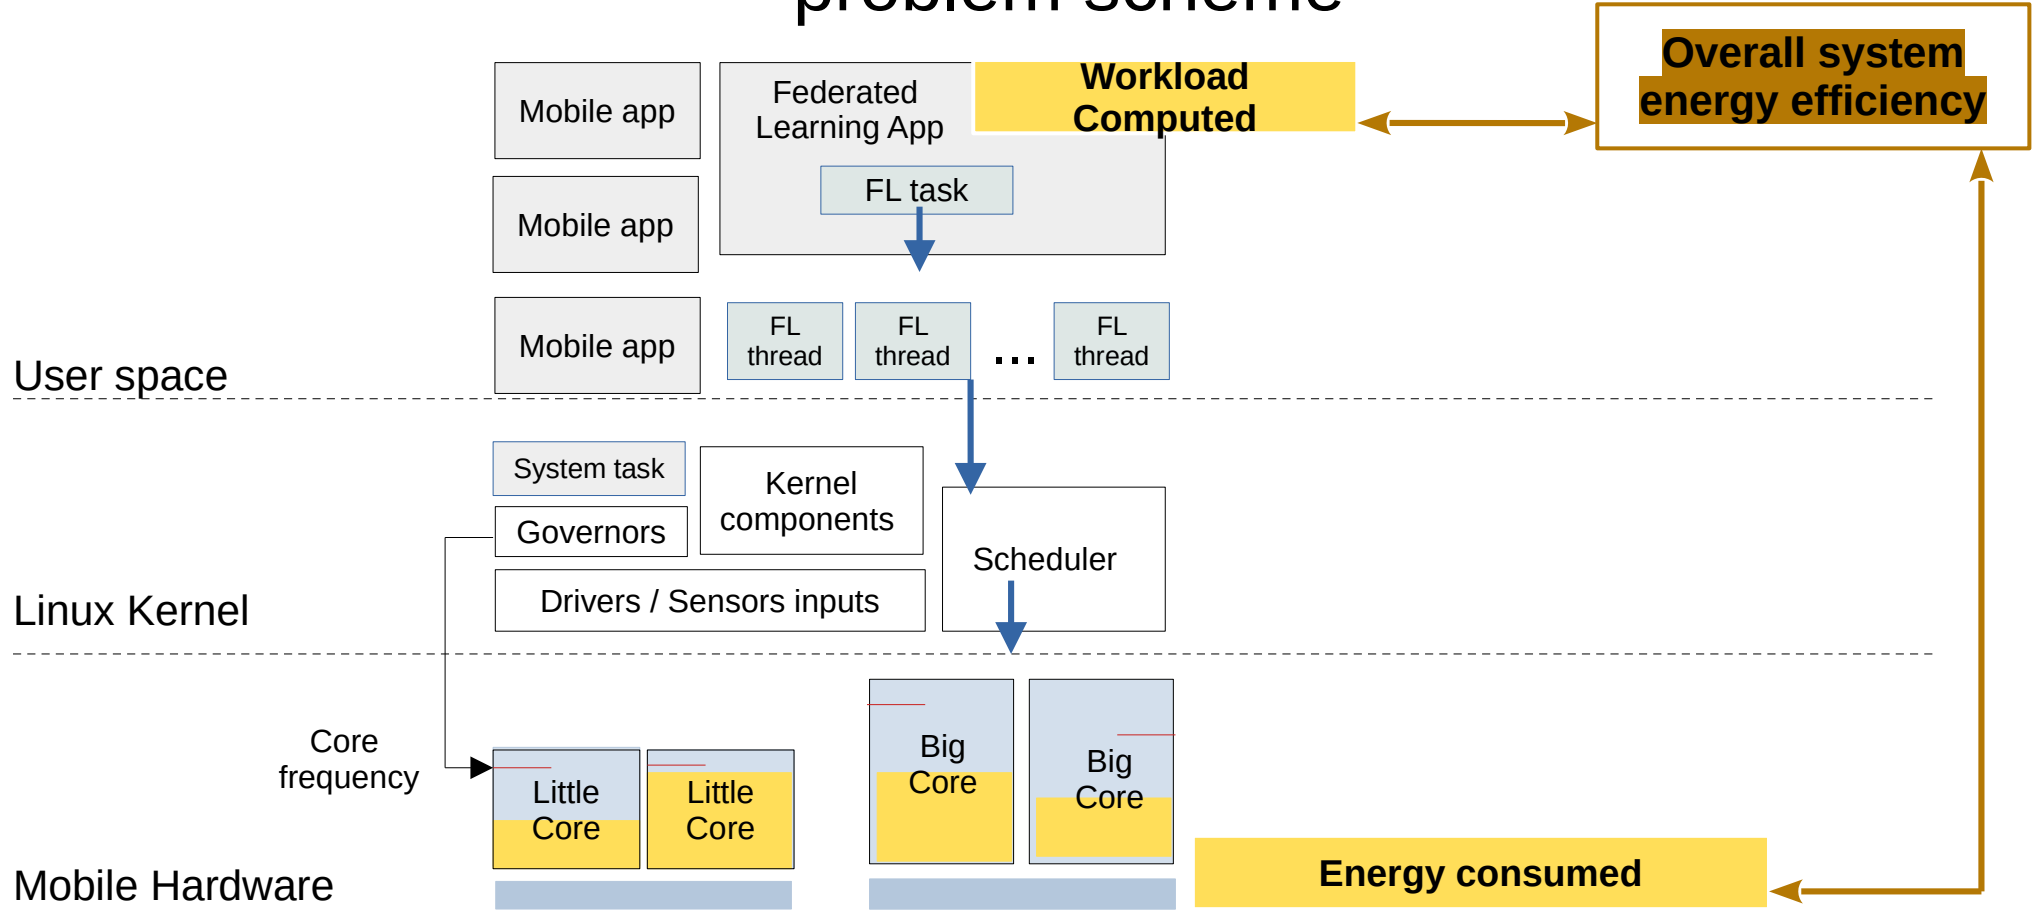 problem scheme
Overall system
energy efficiency
Workload
Computed
Federated
Learning App
Mobile app
FL task
Mobile app
Mobile app
FL
thread
FL
thread
...
FL
thread
User space
System task
Kernel
components
Governors
Scheduler
Drivers / Sensors inputs
Linux Kernel
Core
frequency
Little
Core
Little
Core
Big
Core
Big
Core
Energy consumed
Mobile Hardware